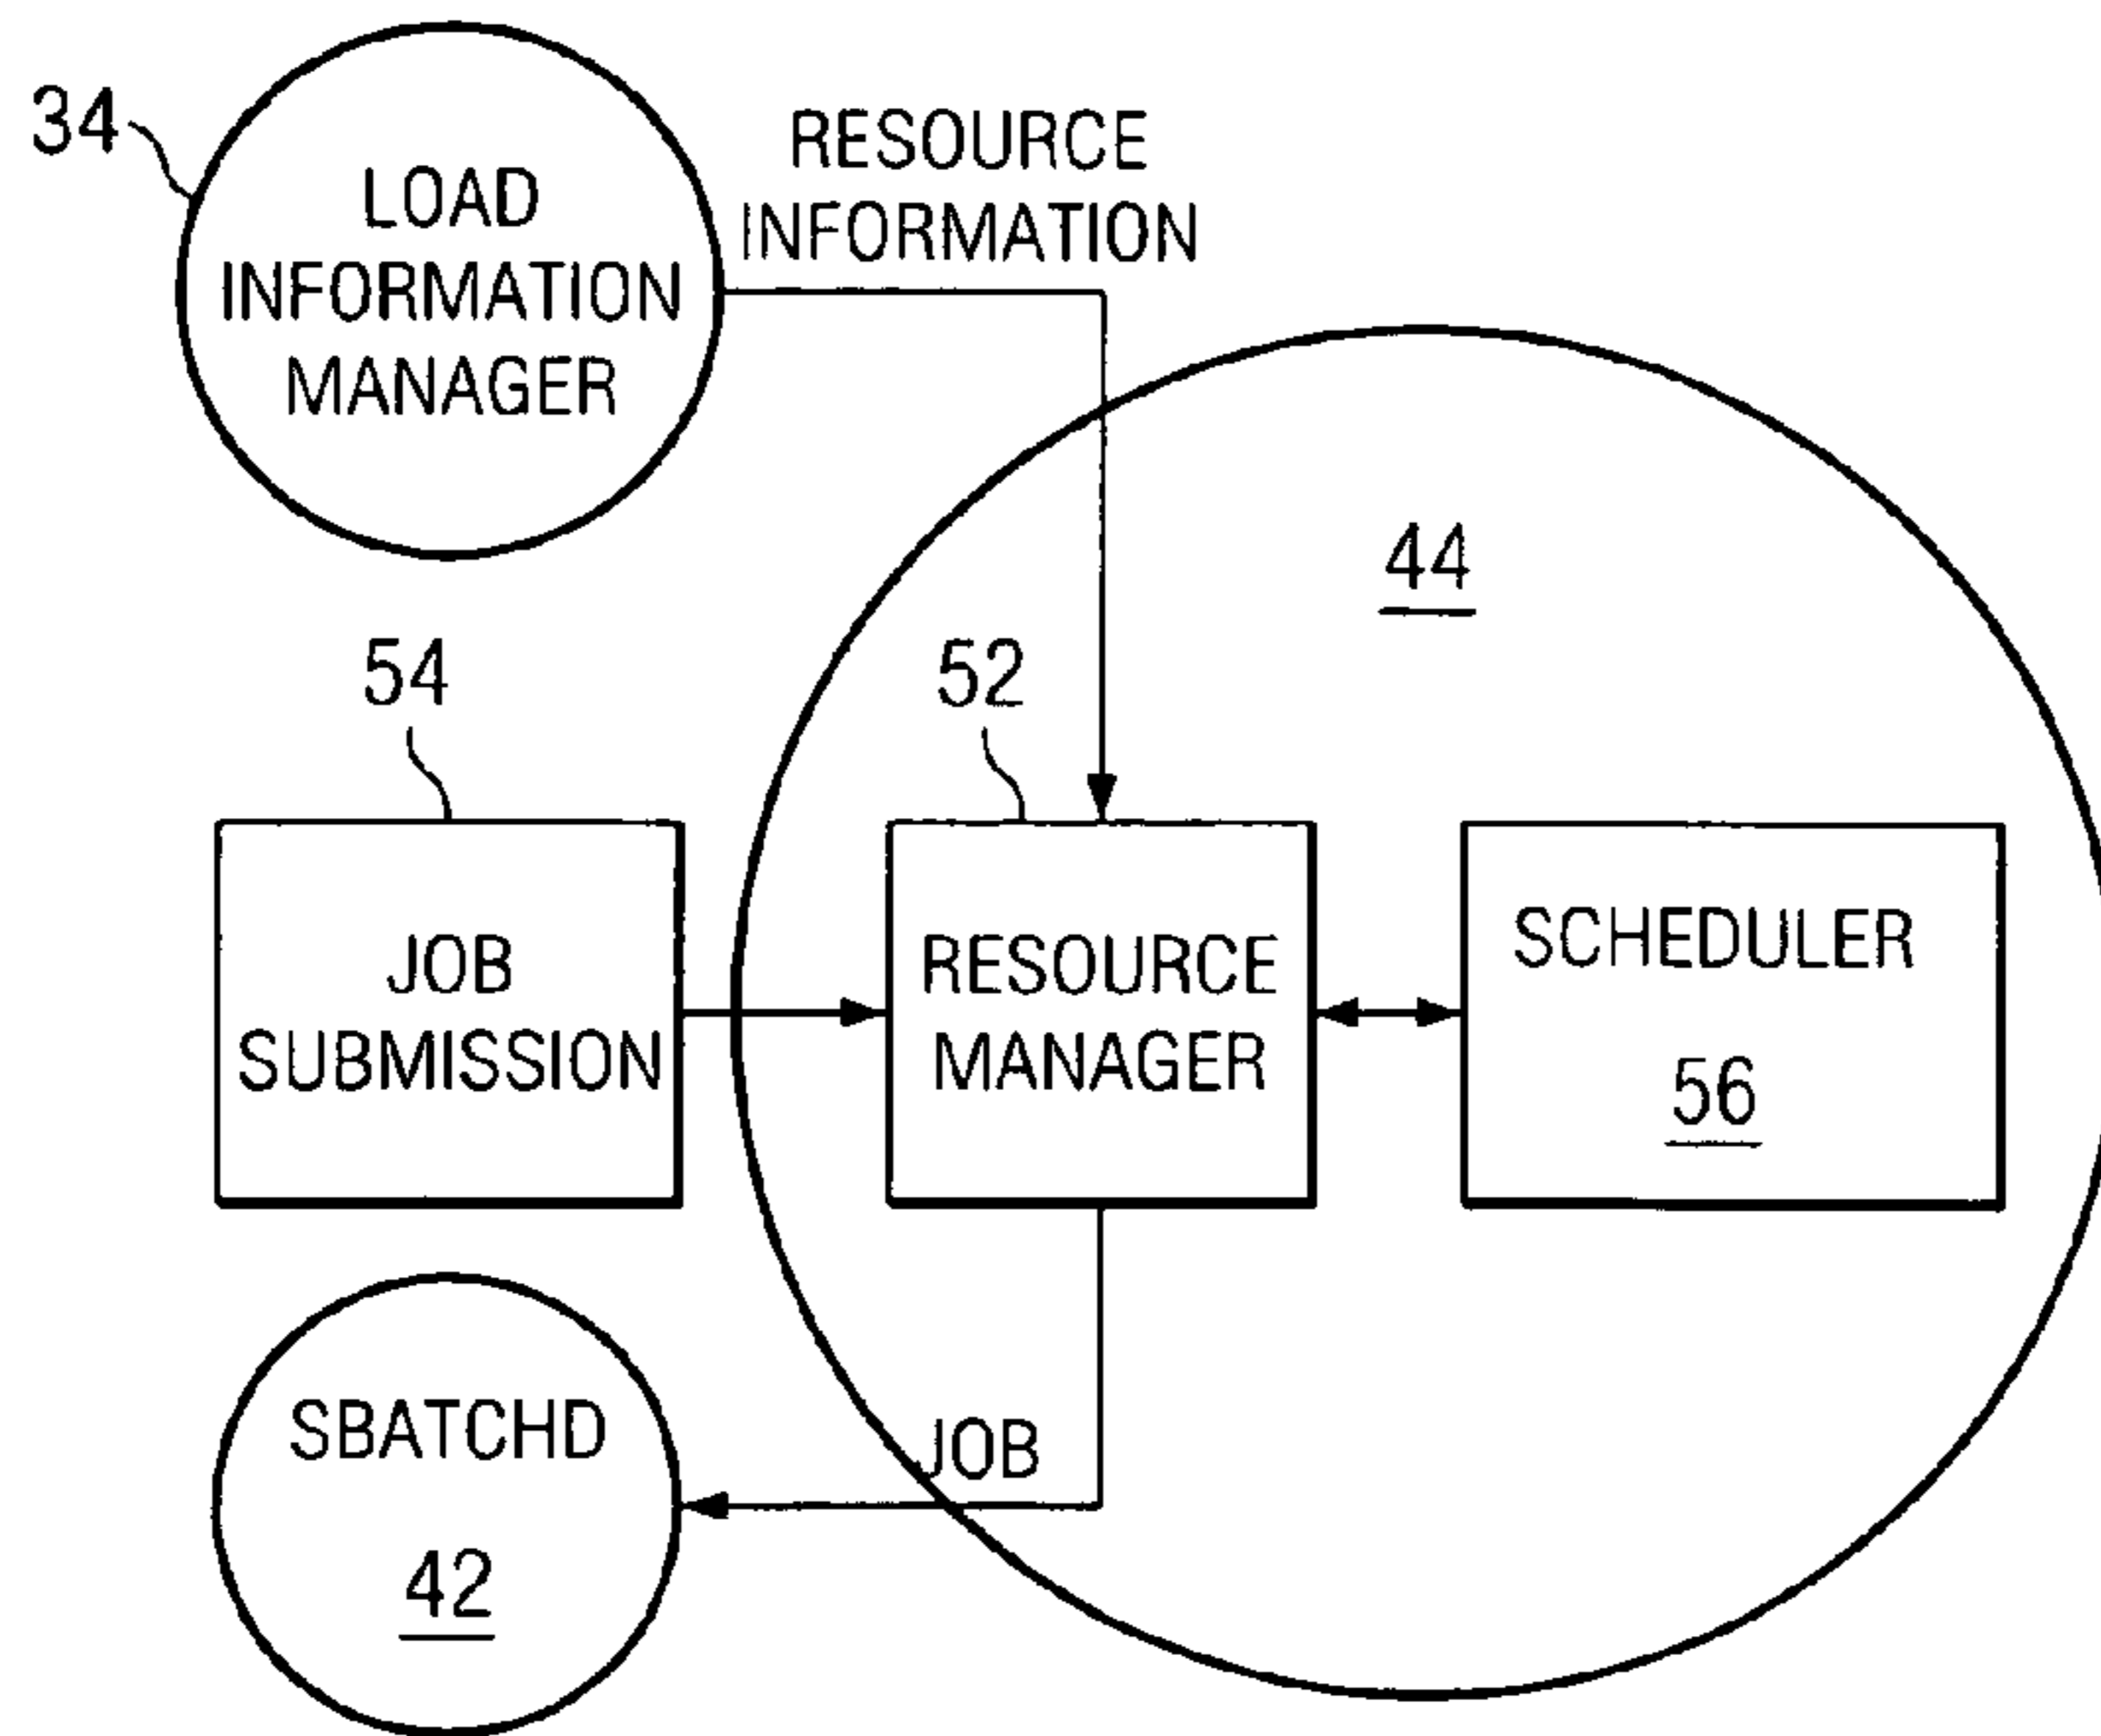 34
LOAD
INFORMATION
MANAGER
RESOURCE
INFORMATION
44
54
52
JOB
SUBMISSION
RESOURCE
MANAGER
SCHEDULER
56
SBATCHD
42
JOB